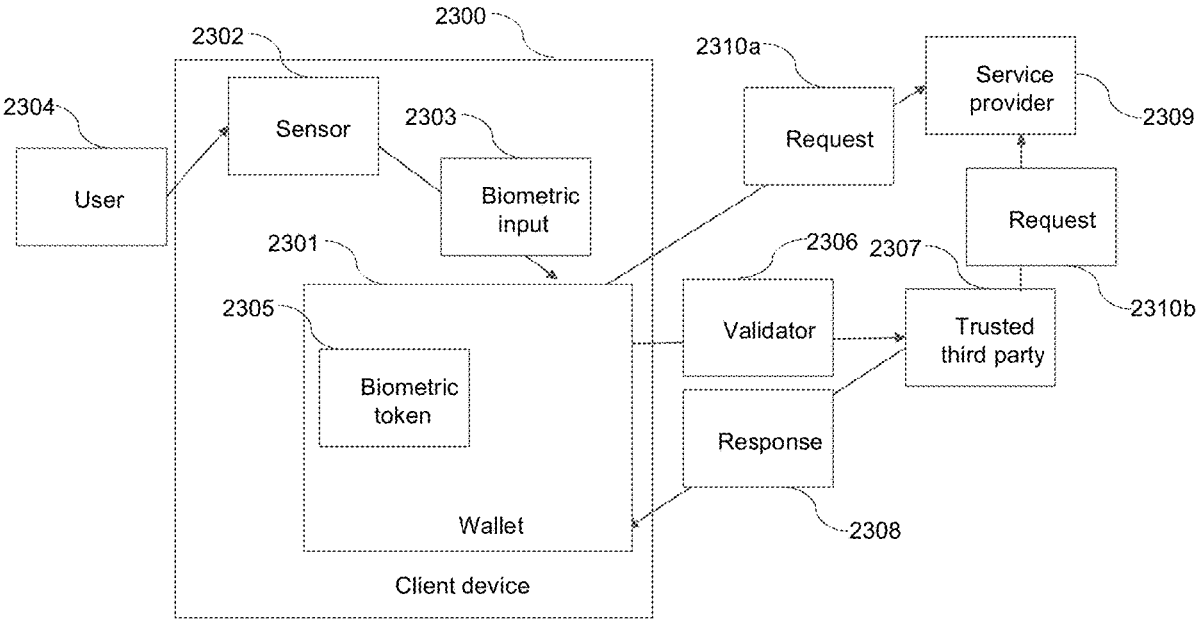 2300
2302
2310a
Service
provider
2304
2303
2309
Sensor
Request
User
Biometric
input
Request
2301
2306
2307
2305
2310b
Validator
Trusted
third party
Biometric
token
Response
Wallet
2308
Client device